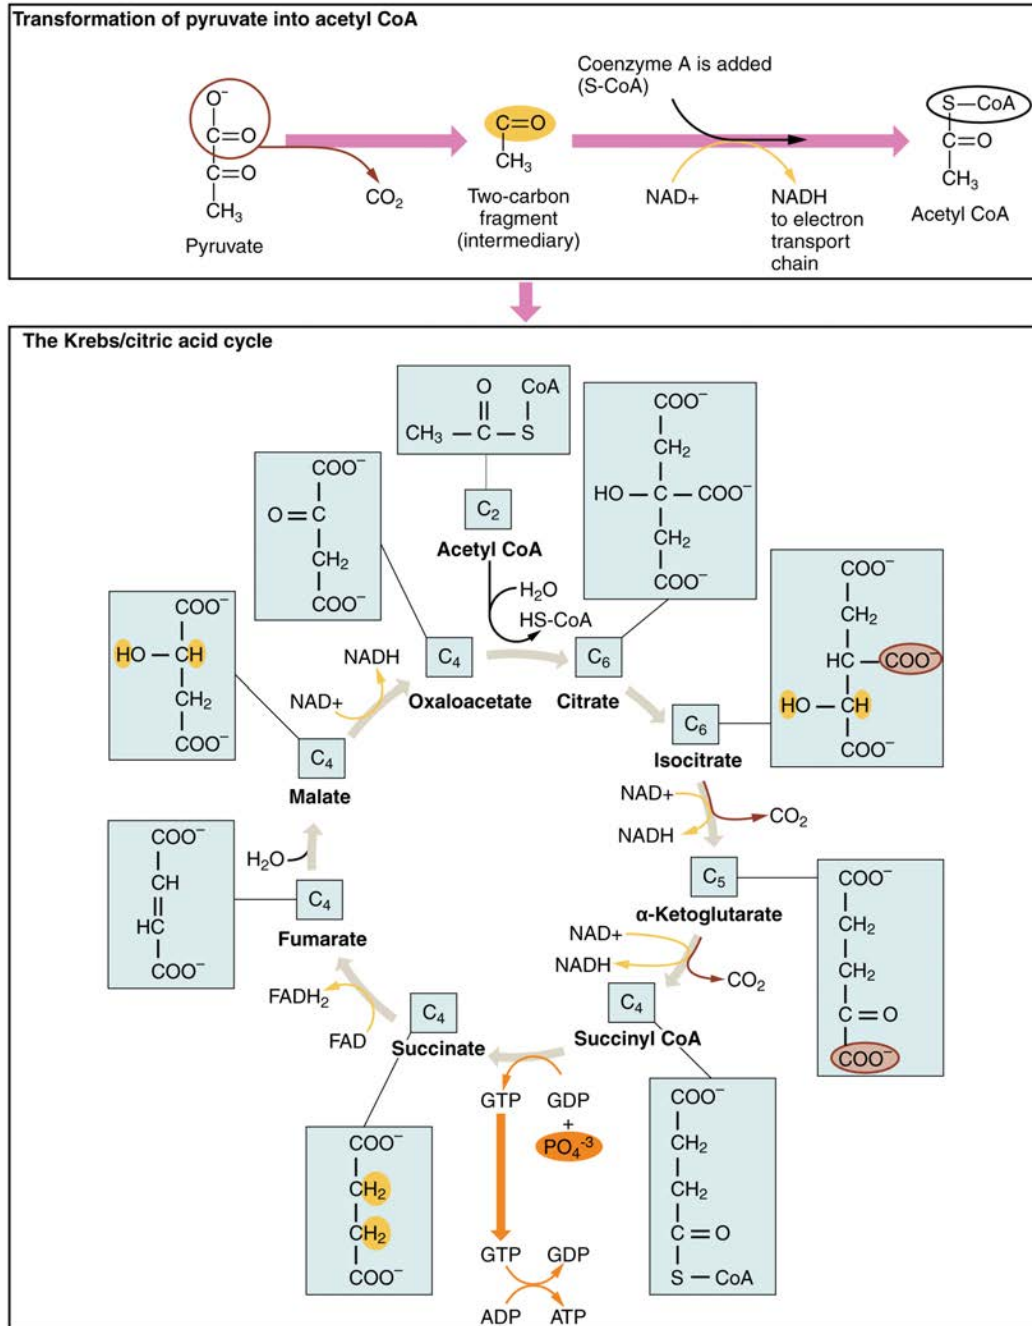 Transformation of pyruvate into acetyl CoA
O⁻
C=O
C=O
CH₃
Pyruvate
CO₂
C=O
CH₃
Two-carbon
fragment
(intermediary)
Coenzyme A is added
(S-CoA)
NAD+
NADH
to electron
transport
chain
S—CoA
C=O
CH₃
Acetyl CoA
The Krebs/citric acid cycle
O CoA
CH₃ — C — S
C₂
Acetyl CoA
H₂O
HS-CoA
COO⁻
O=C
CH₂
COO⁻
C₄
Oxaloacetate
COO⁻
CH₂
HO — C — COO⁻
CH₂
COO⁻
C₆
Citrate
COO⁻
CH₂
HC — COO⁻
HO — CH
COO⁻
C₆
Isocitrate
NAD+
NADH
CO₂
C₅
α-Ketoglutarate
COO⁻
CH₂
CH₂
C = O
COO⁻
NAD+
NADH
CO₂
C₄
Succinyl CoA
COO⁻
CH₂
CH₂
C = O
S — CoA
GTP GDP
+
PO₄⁻³
GTP GDP
ADP ATP
C₄
Succinate
COO⁻
CH₂
CH₂
COO⁻
FADH₂
FAD
C₄
Fumarate
COO⁻
CH
HC
COO⁻
H₂O
C₄
Malate
COO⁻
HO — CH
CH₂
COO⁻
NAD+
NADH